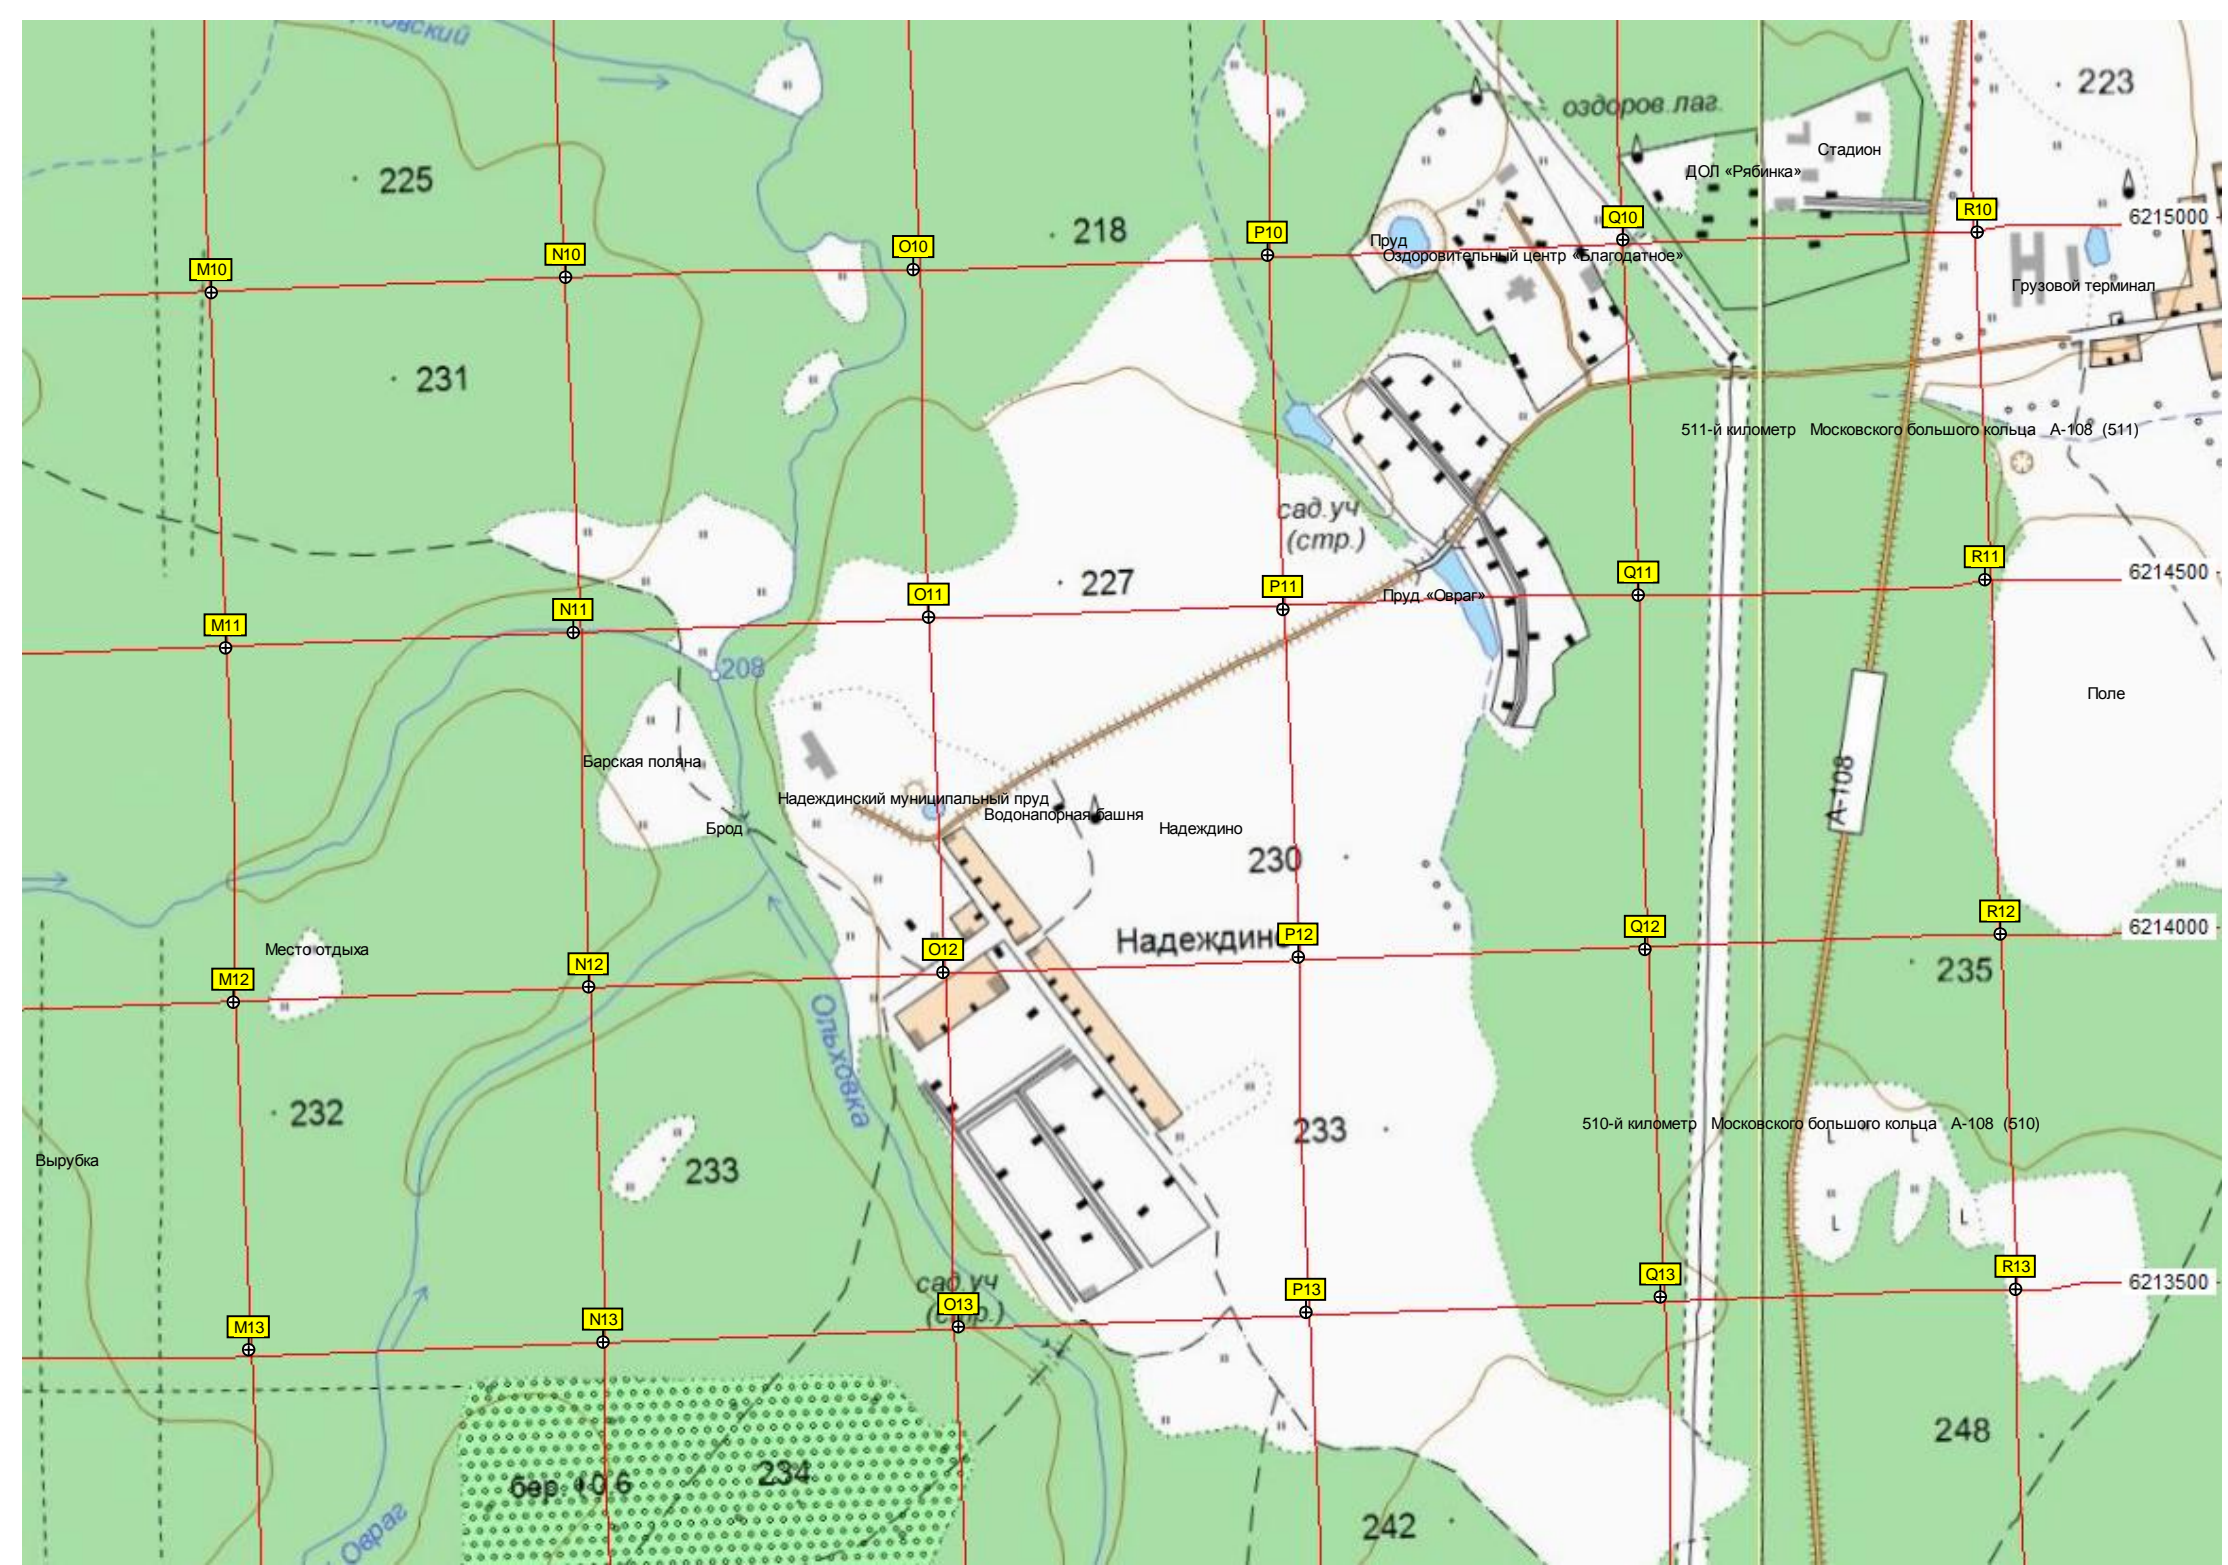 ковский
225
218
оздоров.лаг.
223
Стадион
ДОЛ «Рябинка»
M10
N10
O10
P10
Q10
R10
6215000
Пруд
Оздоровительный центр «Благодатное»
Грузовой терминал
231
511-й километр Московского большого кольца А-108 (511)
сад.уч
(стр.)
227
M11
N11
O11
P11
Q11
R11
6214500
Пруд «Овраг»
208
Поле
Барская поляна
А-108
Надеждинский муниципальный пруд
Водонапорная башня
Брод
Надеждино
230
Надеждино
Место отдыха
M12
N12
O12
P12
Q12
R12
6214000
235
Ольховка
232
233
233
510-й километр Московского большого кольца А-108 (510)
Вырубка
сад.уч
(стр.)
M13
N13
O13
P13
Q13
R13
6213500
248
бер.
234
242
Овраг